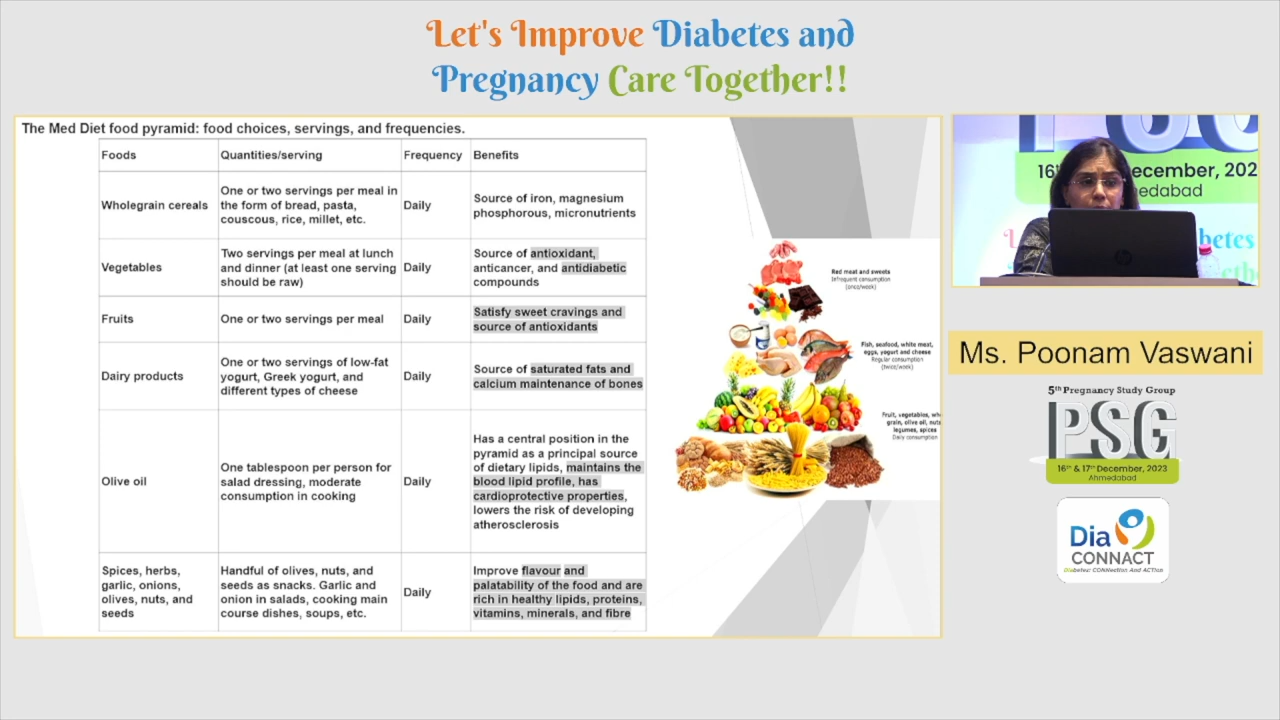 Let's Improve Diabetes and
Pregnancy Care Together!!
The Med Diet food pyramid: food choices, servings, and frequencies.
Foods Quantities/serving Frequency Benefits
Wholegrain cereals
One or two servings per meal in
the form of bread, pasta,
couscous, rice, millet, etc.
Daily
Source of iron, magnesium
phosphorous, micronutrients
Vegetables
Two servings per meal at lunch
and dinner (at least one serving
should be raw)
Daily
Source of antioxidant,
anticancer, and antidiabetic
compounds
Fruits
One or two servings per meal
Daily
Satisfy sweet cravings and
source of antioxidants
Dairy products
One or two servings of low-fat
yogurt, Greek yogurt, and
different types of cheese
Daily
Source of saturated fats and
calcium maintenance of bones
Olive oil
One tablespoon per person for
salad dressing, moderate
consumption in cooking
Daily
Has a central position in the
pyramid as a principal source
of dietary lipids, maintains the
blood lipid profile, has
cardioprotective properties,
lowers the risk of developing
atherosclerosis
Spices, herbs,
garlic, onions,
olives, nuts, and
seeds
Handful of olives, nuts, and
seeds as snacks. Garlic and
onion in salads, cooking main
course dishes, soups, etc.
Daily
Improve flavour and
palatability of the food and are
rich in healthy lipids, proteins,
vitamins, minerals, and fibre
Red meat and sweets
Infrequent consumption
(once/week)
Fish, seafood, white meat,
eggs, yogurt and cheese
Regular consumption
(twice/week)
Fruit, vegetables,
grain, olive oil,
legumes, spices
Daily consumption
Ms. Poonam Vaswani
5th Pregnancy Study Group
PSG
16th & 17th December, 2023
Ahmedabad
Dia
CONNACT
Diabetes: CONNection And ACTion